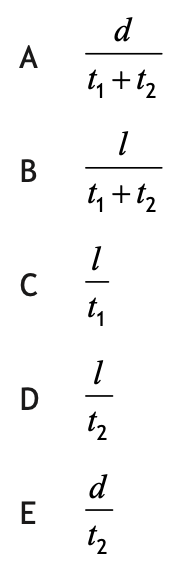 A d/(t₁+t₂)
B l/(t₁+t₂)
C l/t₁
D l/t₂
E d/t₂